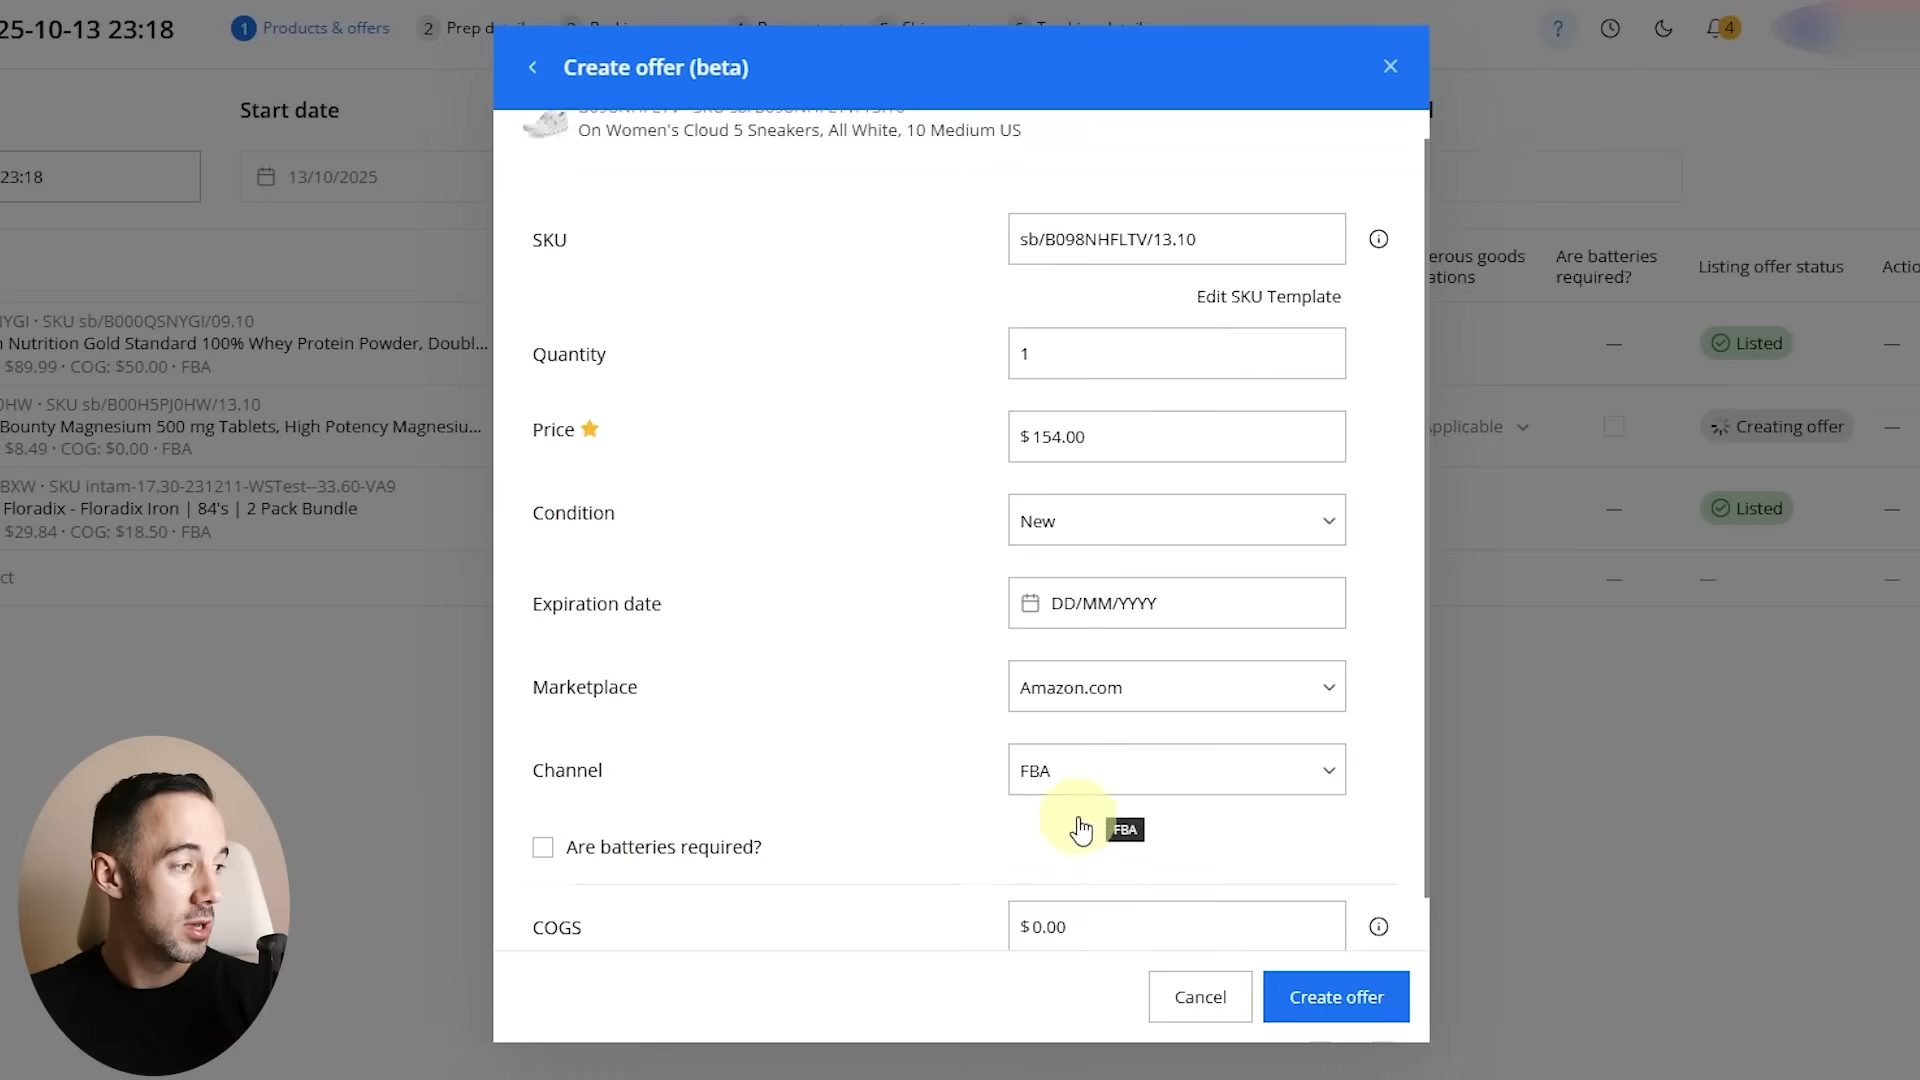 25-10-13 23:18
1 Products & offers
2 Prep
?
4
Create offer (beta)
Start date
On Women's Cloud 5 Sneakers, All White, 10 Medium US
23:18
13/10/2025
SKU
sb/B098NHFLTV/13.10
Edit SKU Template
erous goods
ations
Are batteries
required?
Listing offer status
Actio
YGI · SKU sb/B000QSNYGI/09.10
n Nutrition Gold Standard 100% Whey Protein Powder, Doubl...
$89.99 · COG: $50.00 · FBA
—
Listed
—
Quantity
1
0HW · SKU sb/B00H5PJ0HW/13.10
Bounty Magnesium 500 mg Tablets, High Potency Magnesiu...
$8.49 · COG: $0.00 · FBA
Applicable
Creating offer
—
Price
$ 154.00
BXW · SKU intam-17.30-231211-WSTest--33.60-VA9
Floradix - Floradix Iron | 84's | 2 Pack Bundle
$29.84 · COG: $18.50 · FBA
—
Listed
—
Condition
New
ct
—
—
—
Expiration date
DD/MM/YYYY
Marketplace
Amazon.com
Channel
FBA
FBA
Are batteries required?
COGS
$ 0.00
Cancel
Create offer